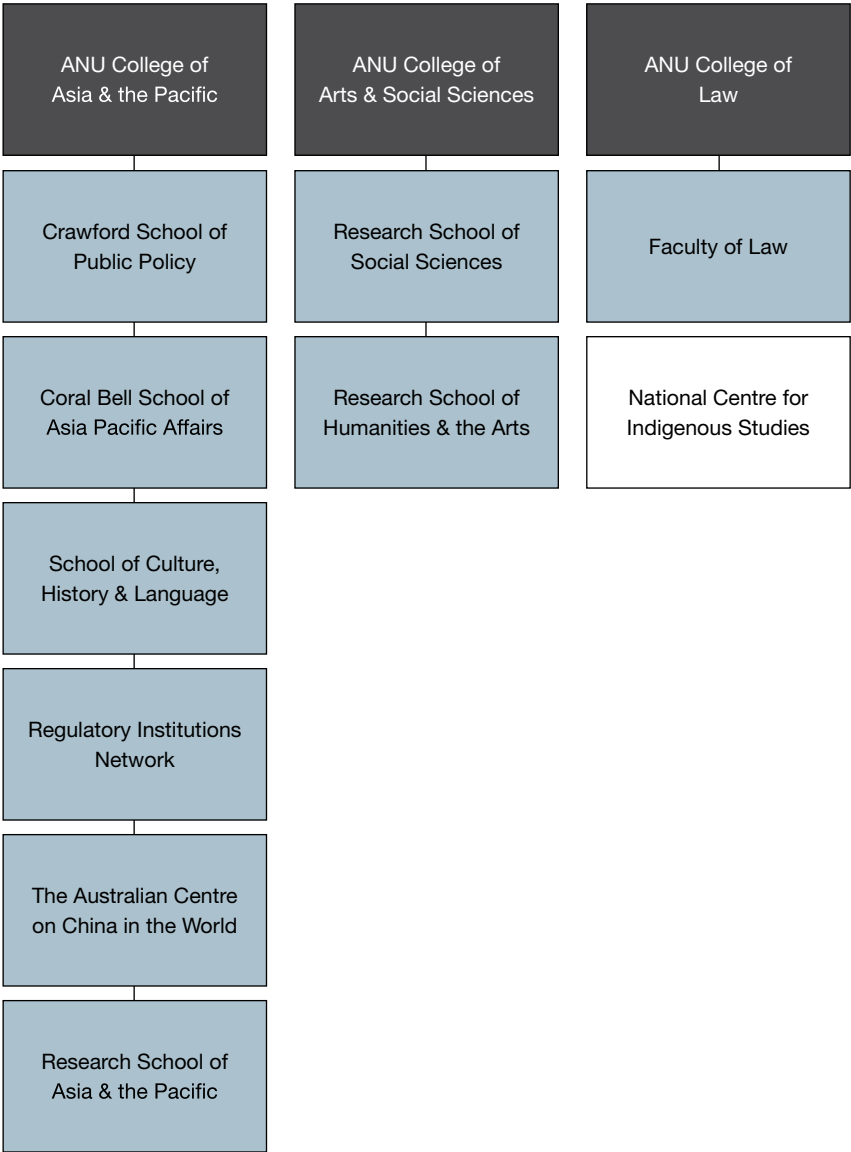 ANU College of
Asia & the Pacific
Crawford School of
Public Policy
Coral Bell School of
Asia Pacific Affairs
School of Culture,
History & Language
Regulatory Institutions
Network
The Australian Centre
on China in the World
Research School of
Asia & the Pacific
ANU College of
Arts & Social Sciences
Research School of
Social Sciences
Research School of
Humanities & the Arts
ANU College of
Law
Faculty of Law
National Centre for
Indigenous Studies